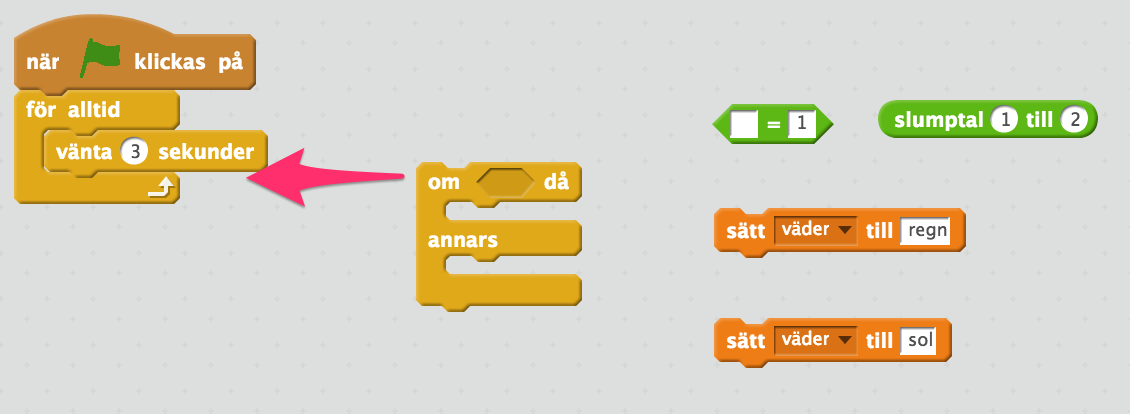 när klickas på
för alltid
vänta 3 sekunder
om då
annars
= 1
slumptal 1 till 2
sätt väder till regn
sätt väder till sol